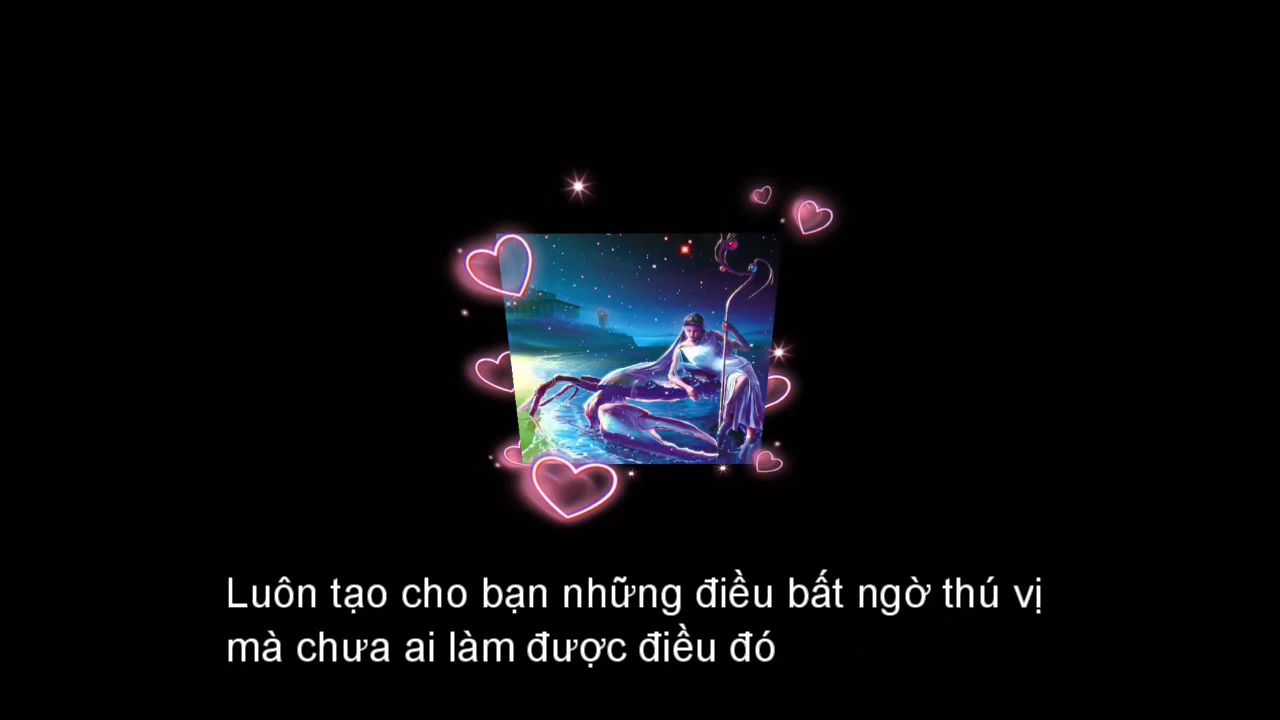 Luôn tạo cho bạn những điều bất ngờ thú vị
mà chưa ai làm được điều đó